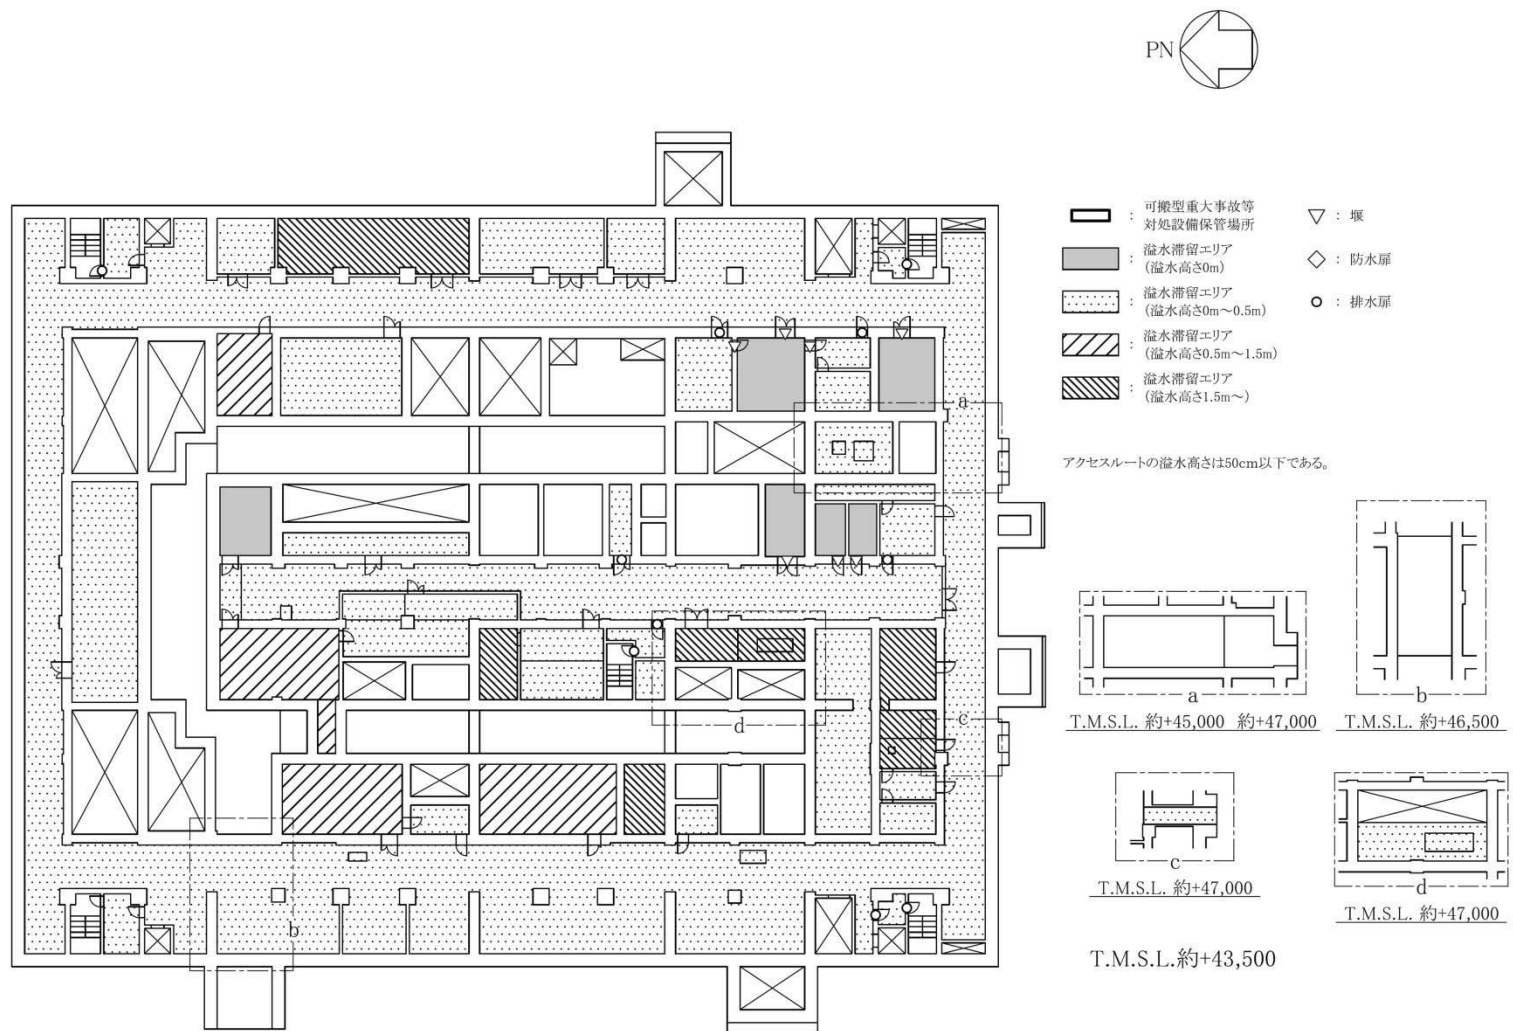 PN
: 可搬型重大事故等
対処設備保管場所
: 溢水滞留エリア
(溢水高さ0m)
: 溢水滞留エリア
(溢水高さ0m～0.5m)
: 溢水滞留エリア
(溢水高さ0.5m～1.5m)
: 溢水滞留エリア
(溢水高さ1.5m～)
: 堰
: 防水扉
: 排水扉
アクセスルートの溢水高さは50cm以下である。
a
b
c
d
a
T.M.S.L. 約+45,000 約+47,000
b
T.M.S.L. 約+46,500
c
T.M.S.L. 約+47,000
d
T.M.S.L. 約+47,000
T.M.S.L.約+43,500